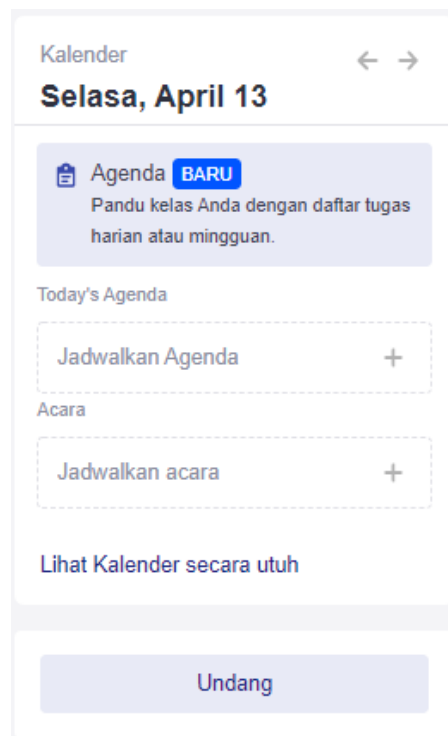 Kalender
Selasa, April 13
Agenda BARU
Pandu kelas Anda dengan daftar tugas
harian atau mingguan.
Today's Agenda
Jadwalkan Agenda
Acara
Jadwalkan acara
Lihat Kalender secara utuh
Undang